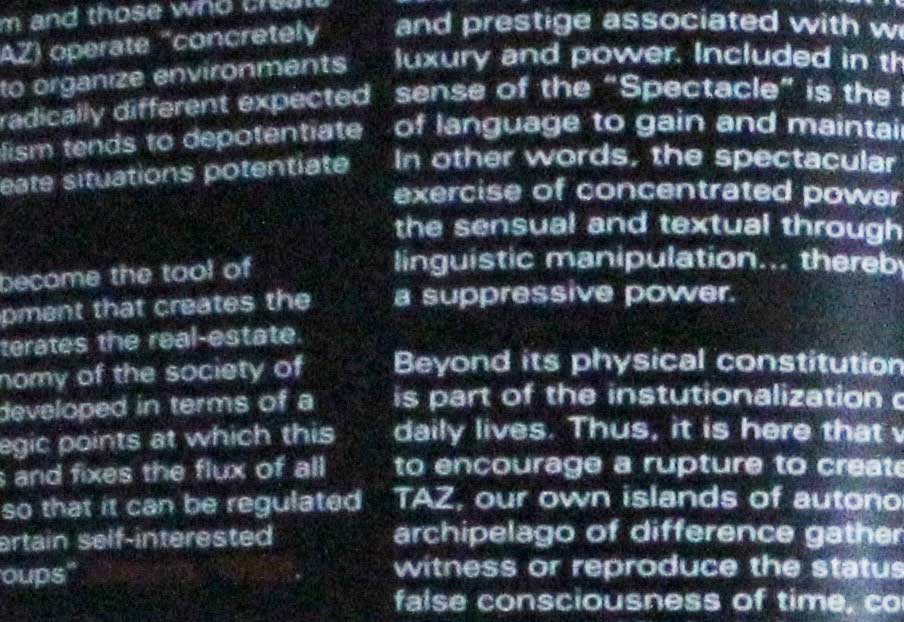 m and those who create
AZ) operate "concretely
to organize environments
radically different expected
lism tends to depotentiate
eate situations potentiate
become the tool of
pment that creates the
terates the real-estate.
nomy of the society of
developed in terms of a
egic points at which this
s and fixes the flux of all
so that it can be regulated
ertain self-interested
oups"
and prestige associated with we
luxury and power. Included in th
sense of the "Spectacle" is the i
of language to gain and maintai
In other words, the spectacular
exercise of concentrated power
the sensual and textual through
linguistic manipulation... thereby
a suppressive power.
Beyond its physical constitution
is part of the instutionalization o
daily lives. Thus, it is here that w
to encourage a rupture to create
TAZ, our own islands of autono
archipelago of difference gather
witness or reproduce the status
false consciousness of time, co